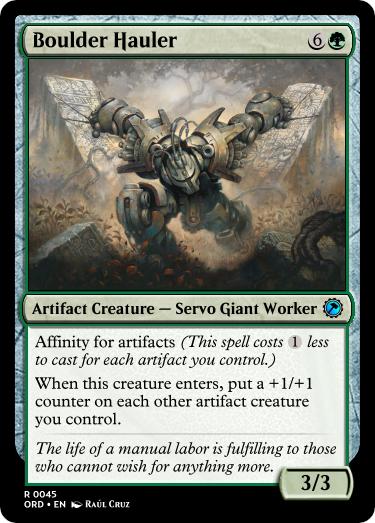 Boulder Hauler 6
Artifact Creature — Servo Giant Worker
Affinity for artifacts (This spell costs 1 less
to cast for each artifact you control.)
When this creature enters, put a +1/+1
counter on each other artifact creature
you control.
The life of a manual labor is fulfilling to those
who cannot wish for anything more.
3/3
R 0045
ORD • EN Raúl Cruz